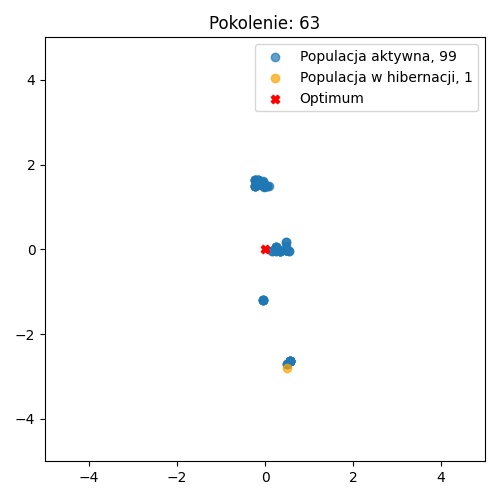 Pokolenie: 63
Populacja aktywna, 99
Populacja w hibernacji, 1
Optimum
4
2
0
−2
−4
−4 −2 0 2 4